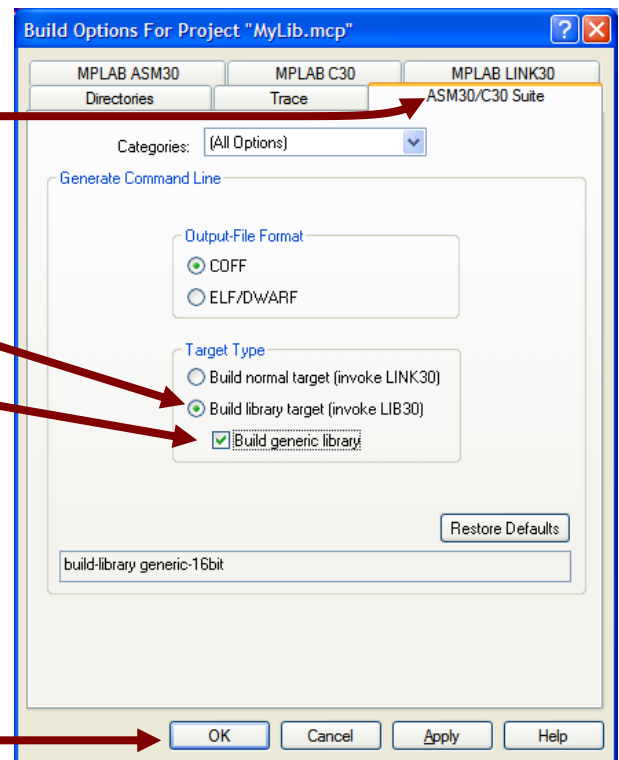 Build Options For Project "MyLib.mcp"
MPLAB ASM30 MPLAB C30 MPLAB LINK30
Directories Trace ASM30/C30 Suite
Categories: (All Options)
Generate Command Line
Output-File Format
COFF
ELF/DWARF
Target Type
Build normal target (invoke LINK30)
Build library target (invoke LIB30)
Build generic library
Restore Defaults
build-library generic-16bit
OK Cancel Apply Help